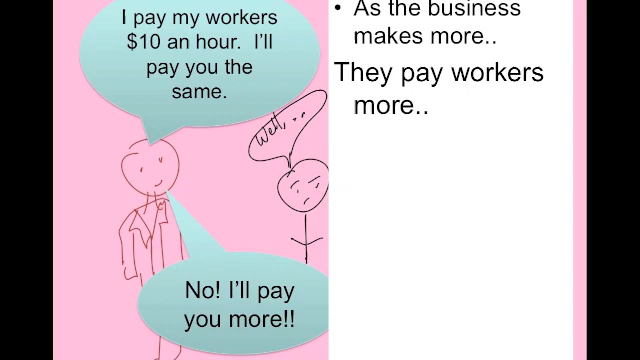 I pay my workers
$10 an hour.  I'll
pay you the
same.
Well, ...
No! I'll pay
you more!!
• As the business
makes more..
They pay workers
more..